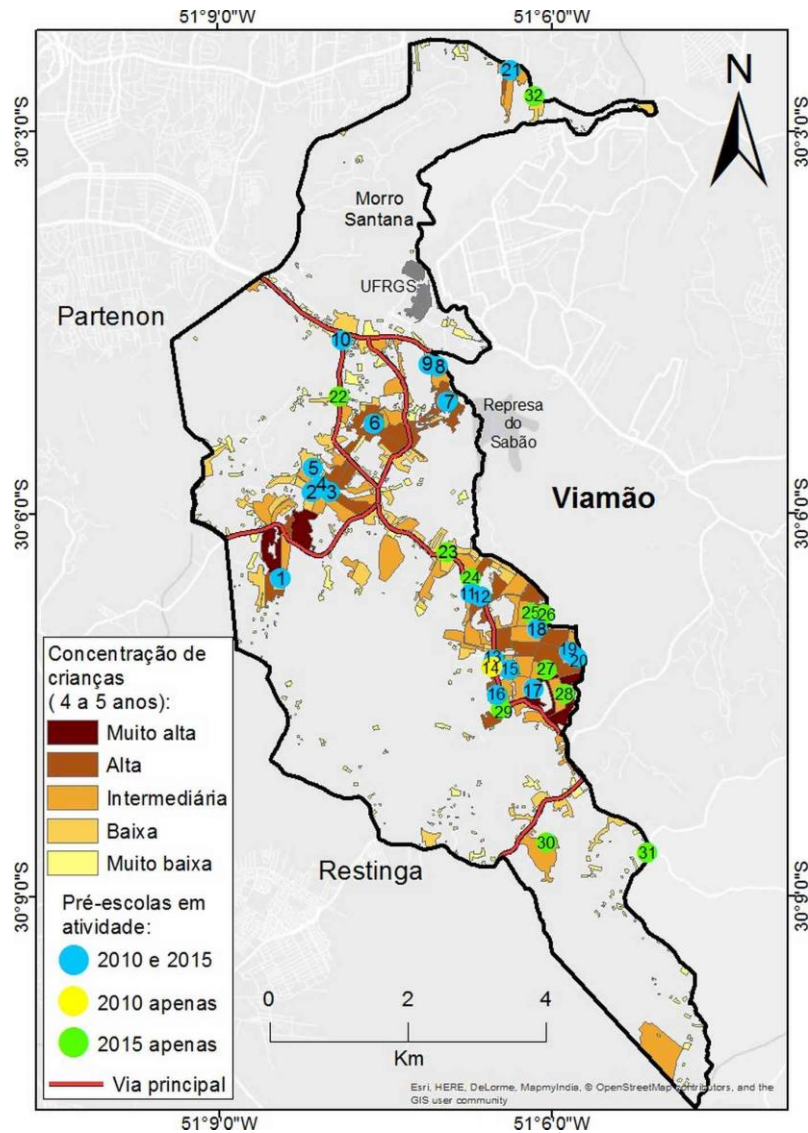 51°9'0"W
51°6'0"W
21
N
32
30°3'0"S
30°3'0"S
Morro
Santana
UFRGS
Partenon
10
9
8
22
7
6
Represa
do
Sabão
5
4
2
3
Viamão
30°6'0"S
30°6'0"S
23
1
24
11
12
25
26
18
19
20
13
14
15
27
17
28
16
29
Concentração de
crianças
( 4 a 5 anos):
Muito alta
Alta
Intermediária
Baixa
Muito baixa
30
31
Restinga
30°9'0"S
30°9'0"S
Pré-escolas em
atividade:
2010 e 2015
2010 apenas
2015 apenas
Via principal
0
2
4
Km
Esri, HERE, DeLorme, MapmyIndia, © OpenStreetMap contributors, and the
GIS user community
51°9'0"W
51°6'0"W